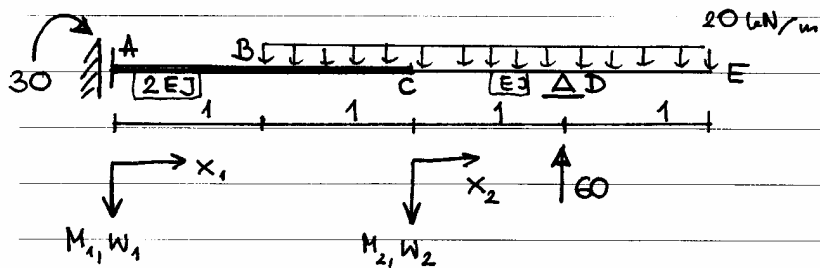 20 kN/m
A B
30 2EJ C EJ D E
1 1 1 1
x₁ x₂ 60
M₁, W₁ M₂, W₂